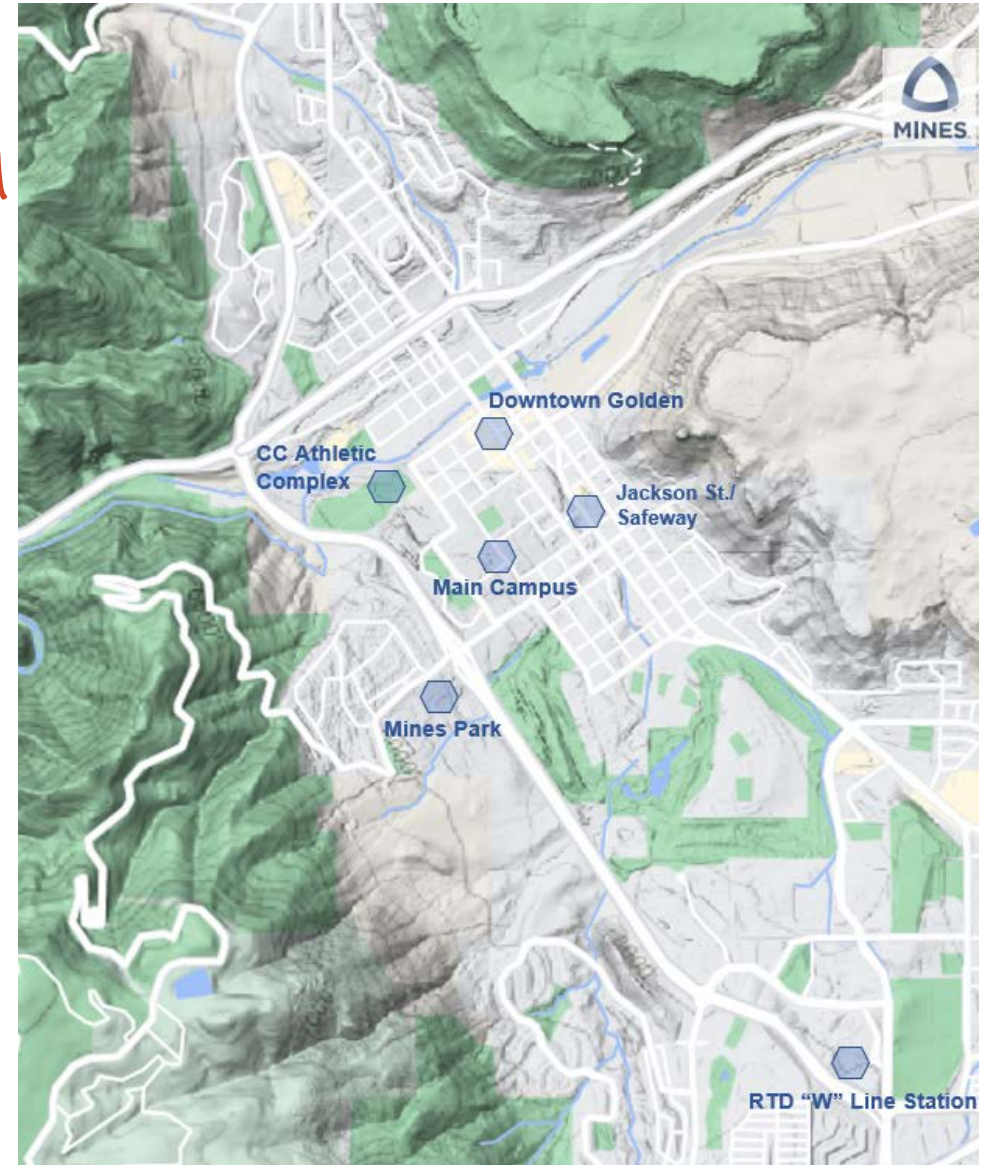 MINES
Downtown Golden
CC Athletic
Complex
Jackson St./
Safeway
Main Campus
Mines Park
RTD “W” Line Station